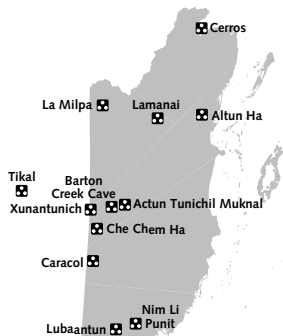 Cerros
La Milpa
Lamanai
Altun Ha
Tikal
Barton
Creek Cave
Actun Tunichil Muknal
Xunantunich
Che Chem Ha
Caracol
Nim Li
Punit
Lubaantun